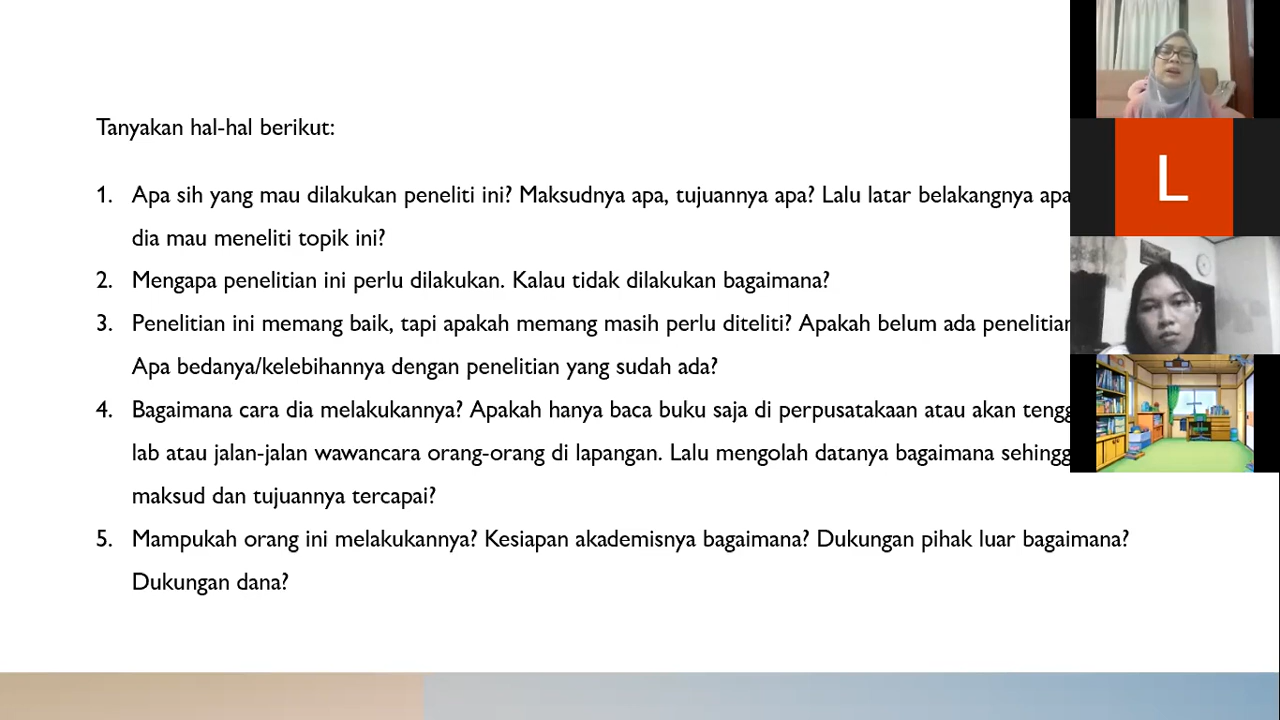 Tanyakan hal-hal berikut:
1. Apa sih yang mau dilakukan peneliti ini? Maksudnya apa, tujuannya apa? Lalu latar belakangnya apa
dia mau meneliti topik ini?
2. Mengapa penelitian ini perlu dilakukan. Kalau tidak dilakukan bagaimana?
3. Penelitian ini memang baik, tapi apakah memang masih perlu diteliti? Apakah belum ada penelitian
Apa bedanya/kelebihannya dengan penelitian yang sudah ada?
4. Bagaimana cara dia melakukannya? Apakah hanya baca buku saja di perpusatakaan atau akan
lab atau jalan-jalan wawancara orang-orang di lapangan. Lalu mengolah datanya bagaimana
maksud dan tujuannya tercapai?
5. Mampukah orang ini melakukannya? Kesiapan akademisnya bagaimana? Dukungan pihak luar bagaimana?
Dukungan dana?
L